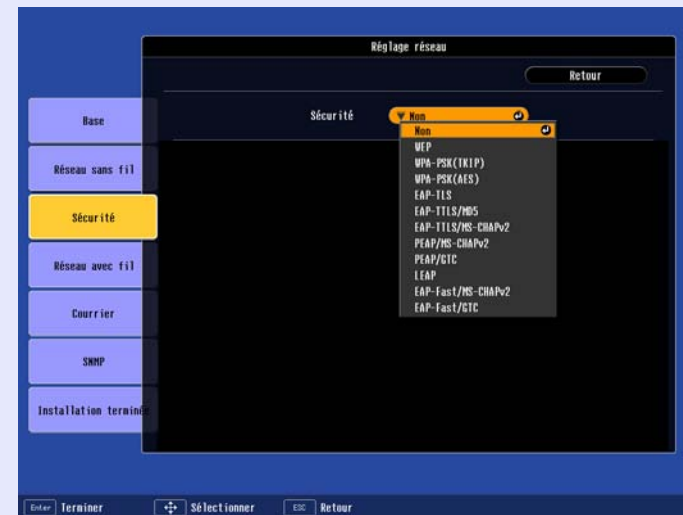 Réglage réseau
Retour
Base
Réseau sans fil
Sécurité
Réseau avec fil
Courrier
SNMP
Installation terminée
Sécurité
Non
Non
WEP
WPA-PSK(TKIP)
WPA-PSK(AES)
EAP-TLS
EAP-TTLS/MD5
EAP-TTLS/MS-CHAPv2
PEAP/MS-CHAPv2
PEAP/GTC
LEAP
EAP-Fast/MS-CHAPv2
EAP-Fast/GTC
Enter Terminer
Sélectionner
ESC Retour